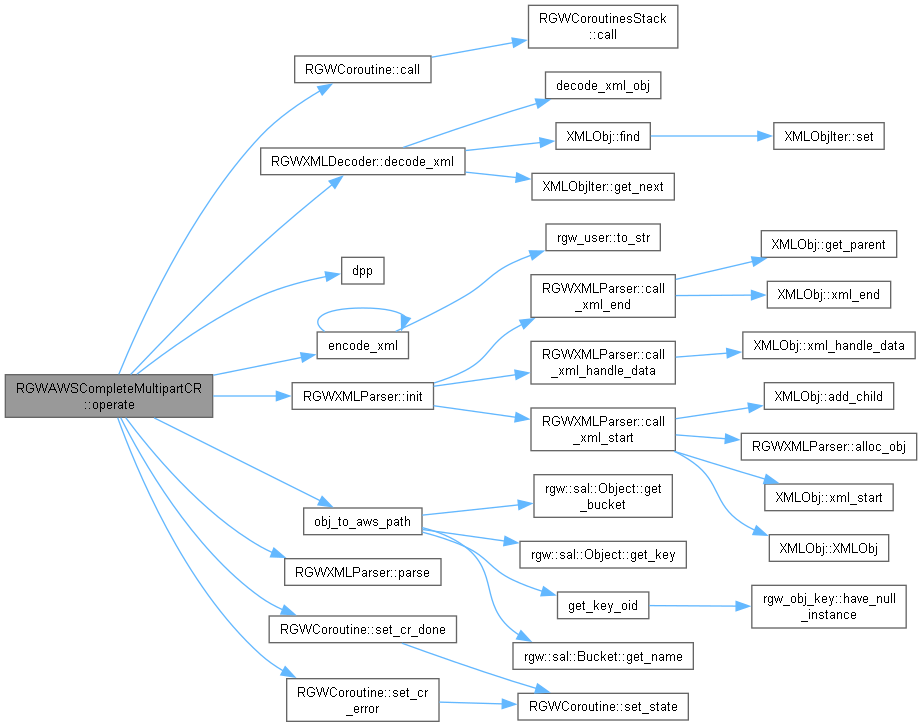 RGWCoroutinesStack
::call
RGWCoroutine::call
decode_xml_obj
XMLObj::find
XMLObjIter::set
RGWXMLDecoder::decode_xml
XMLObjIter::get_next
rgw_user::to_str
XMLObj::get_parent
dpp
RGWXMLParser::call
_xml_end
XMLObj::xml_end
encode_xml
RGWXMLParser::call
_xml_handle_data
XMLObj::xml_handle_data
RGWAWSCompleteMultipartCR
::operate
RGWXMLParser::init
XMLObj::add_child
RGWXMLParser::call
_xml_start
RGWXMLParser::alloc_obj
XMLObj::xml_start
rgw::sal::Object::get
_bucket
obj_to_aws_path
XMLObj::XMLObj
rgw::sal::Object::get_key
RGWXMLParser::parse
get_key_oid
rgw_obj_key::have_null
_instance
RGWCoroutine::set_cr_done
rgw::sal::Bucket::get_name
RGWCoroutine::set_cr
_error
RGWCoroutine::set_state